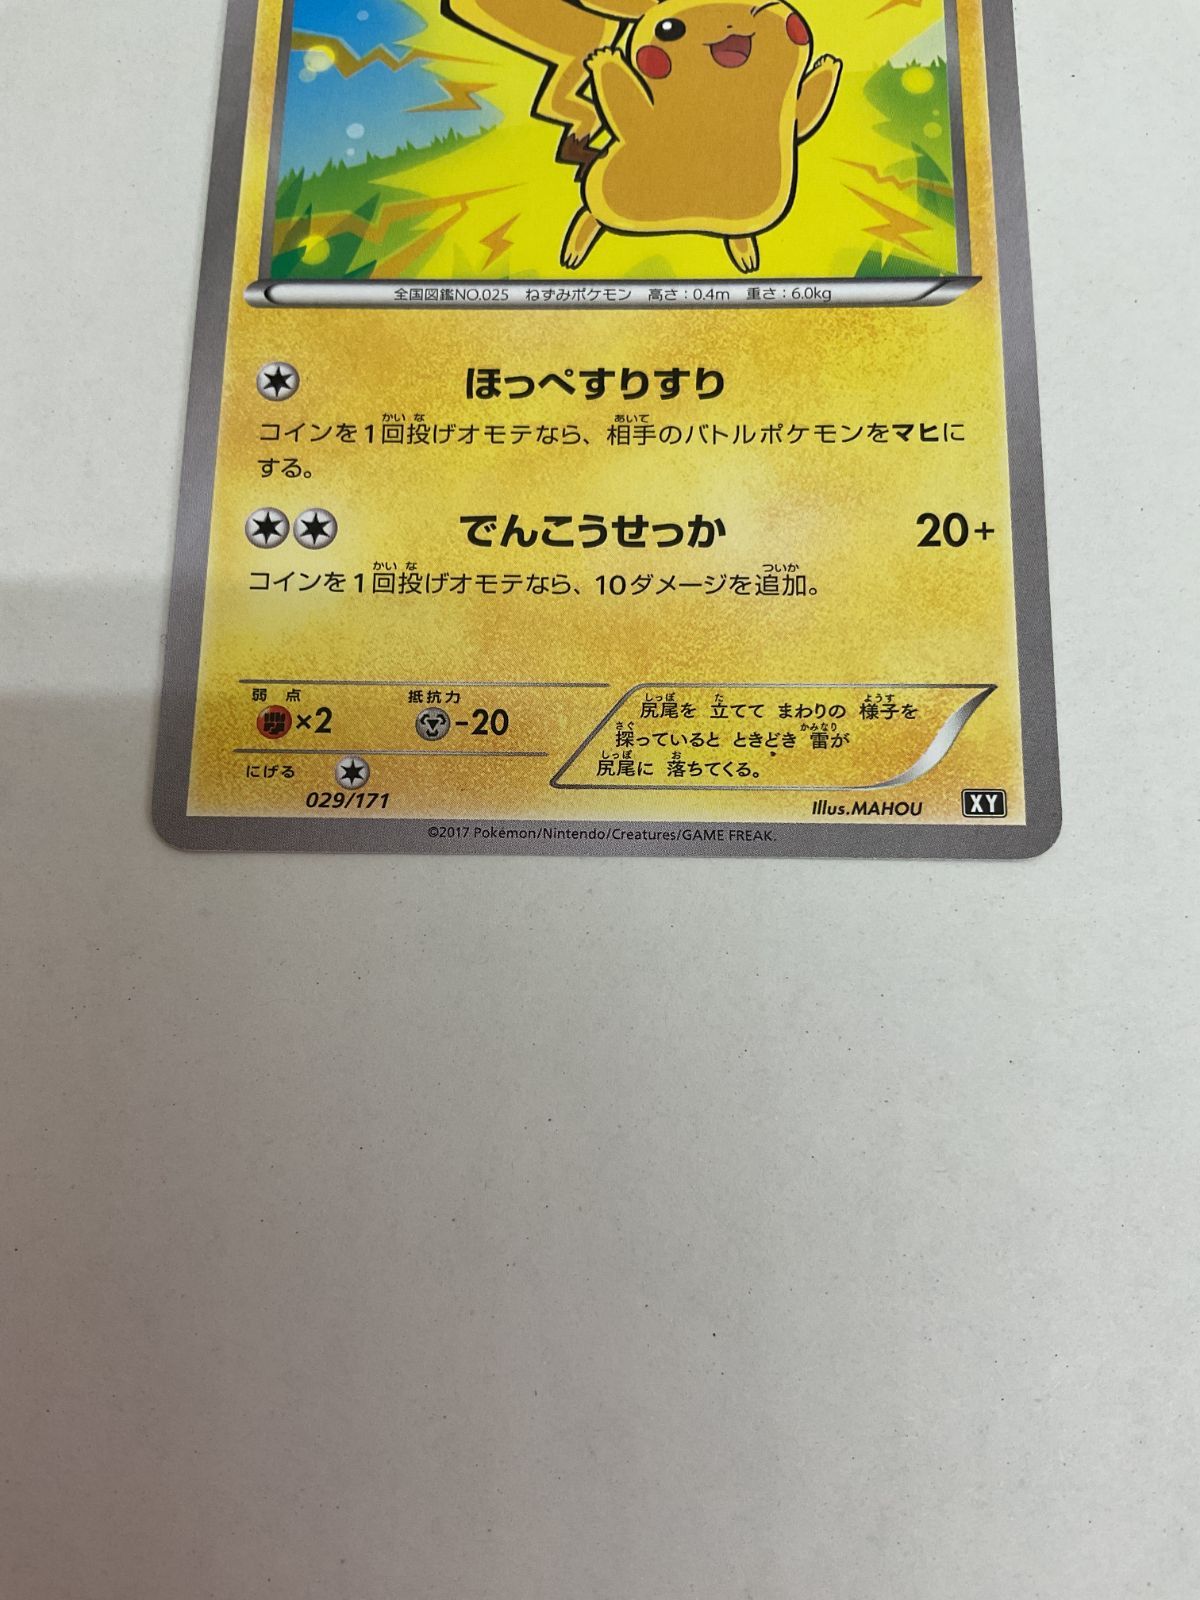 全国図鑑NO.025 ねずみポケモン 高さ:0.4m 重さ:6.0kg
ほっぺすりすり
コインを1回投げオモテなら、相手のバトルポケモンをマヒに
する。
でんこうせっか 20+
コインを1回投げオモテなら、10ダメージを追加。
弱点 抵抗力
×2 -20
にげる
尻尾を 立てて まわりの 様子を
探っていると ときどき 雷が
尻尾に 落ちてくる。
029/171 Illus.MAHOU XY
©2017 Pokémon/Nintendo/Creatures/GAME FREAK.